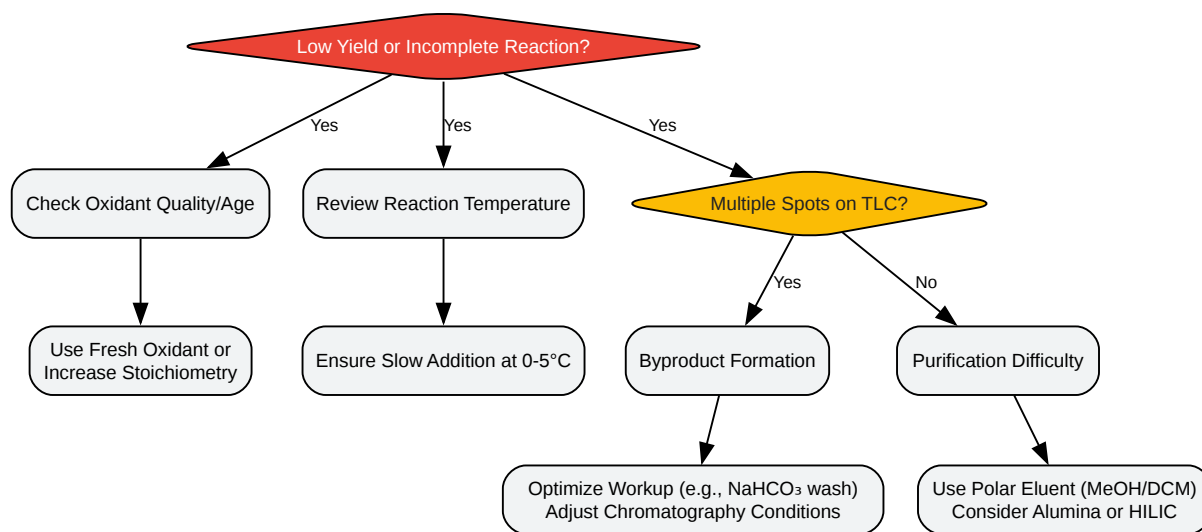 Low Yield or Incomplete Reaction?
Yes
Yes
Yes
Check Oxidant Quality/Age
Review Reaction Temperature
Multiple Spots on TLC?
Yes
No
Use Fresh Oxidant or
Increase Stoichiometry
Ensure Slow Addition at 0-5°C
Byproduct Formation
Purification Difficulty
Optimize Workup (e.g., NaHCO₃ wash)
Adjust Chromatography Conditions
Use Polar Eluent (MeOH/DCM)
Consider Alumina or HILIC